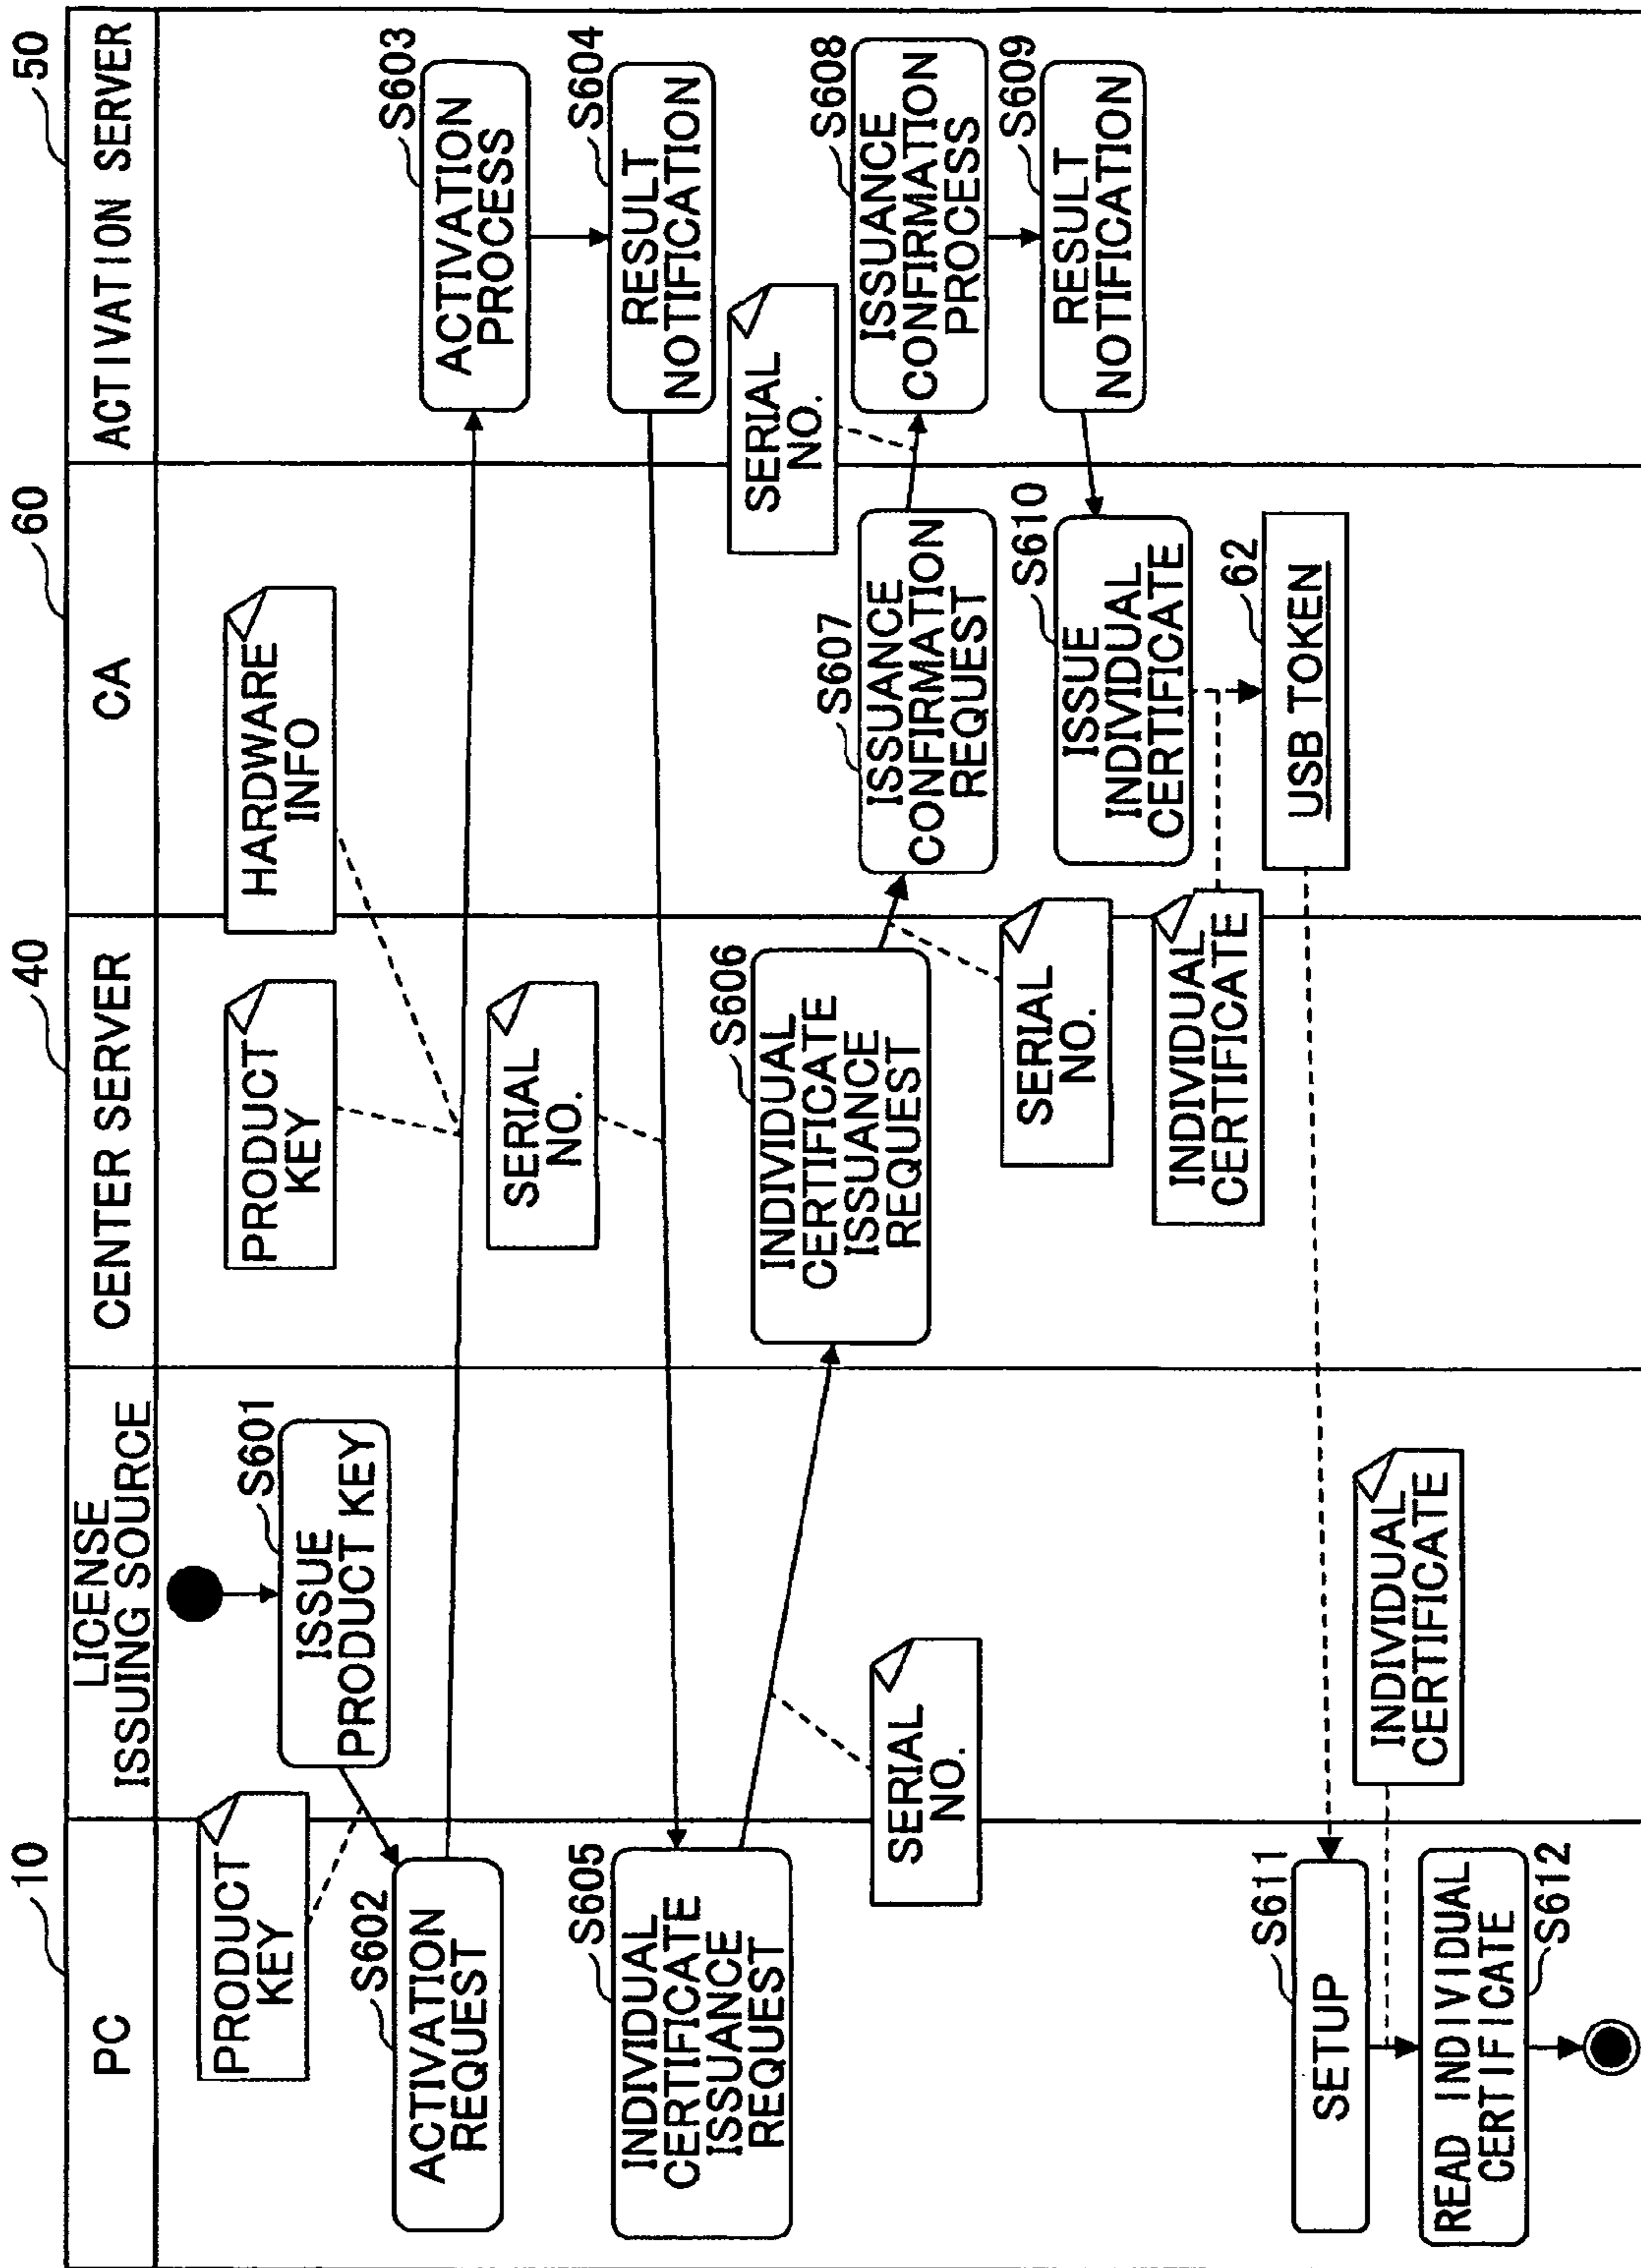 10
40
60
50
PC
LICENSE
ISSUING SOURCE
CENTER SERVER
CA
ACTIVATION SERVER
PRODUCT
KEY
S601
ISSUE
PRODUCT KEY
PRODUCT
KEY
HARDWARE
INFO
S602
ACTIVATION
REQUEST
S603
ACTIVATION
PROCESS
SERIAL
NO.
S604
RESULT
NOTIFICATION
S605
INDIVIDUAL
CERTIFICATE
ISSUANCE
REQUEST
SERIAL
NO.
S606
INDIVIDUAL
CERTIFICATE
ISSUANCE
REQUEST
SERIAL
NO.
S607
ISSUANCE
CONFIRMATION
REQUEST
SERIAL
NO.
S608
ISSUANCE
CONFIRMATION
PROCESS
S609
RESULT
NOTIFICATION
S610
ISSUE
INDIVIDUAL
CERTIFICATE
INDIVIDUAL
CERTIFICATE
62
USB TOKEN
S611
SETUP
INDIVIDUAL
CERTIFICATE
READ INDIVIDUAL
CERTIFICATE
S612